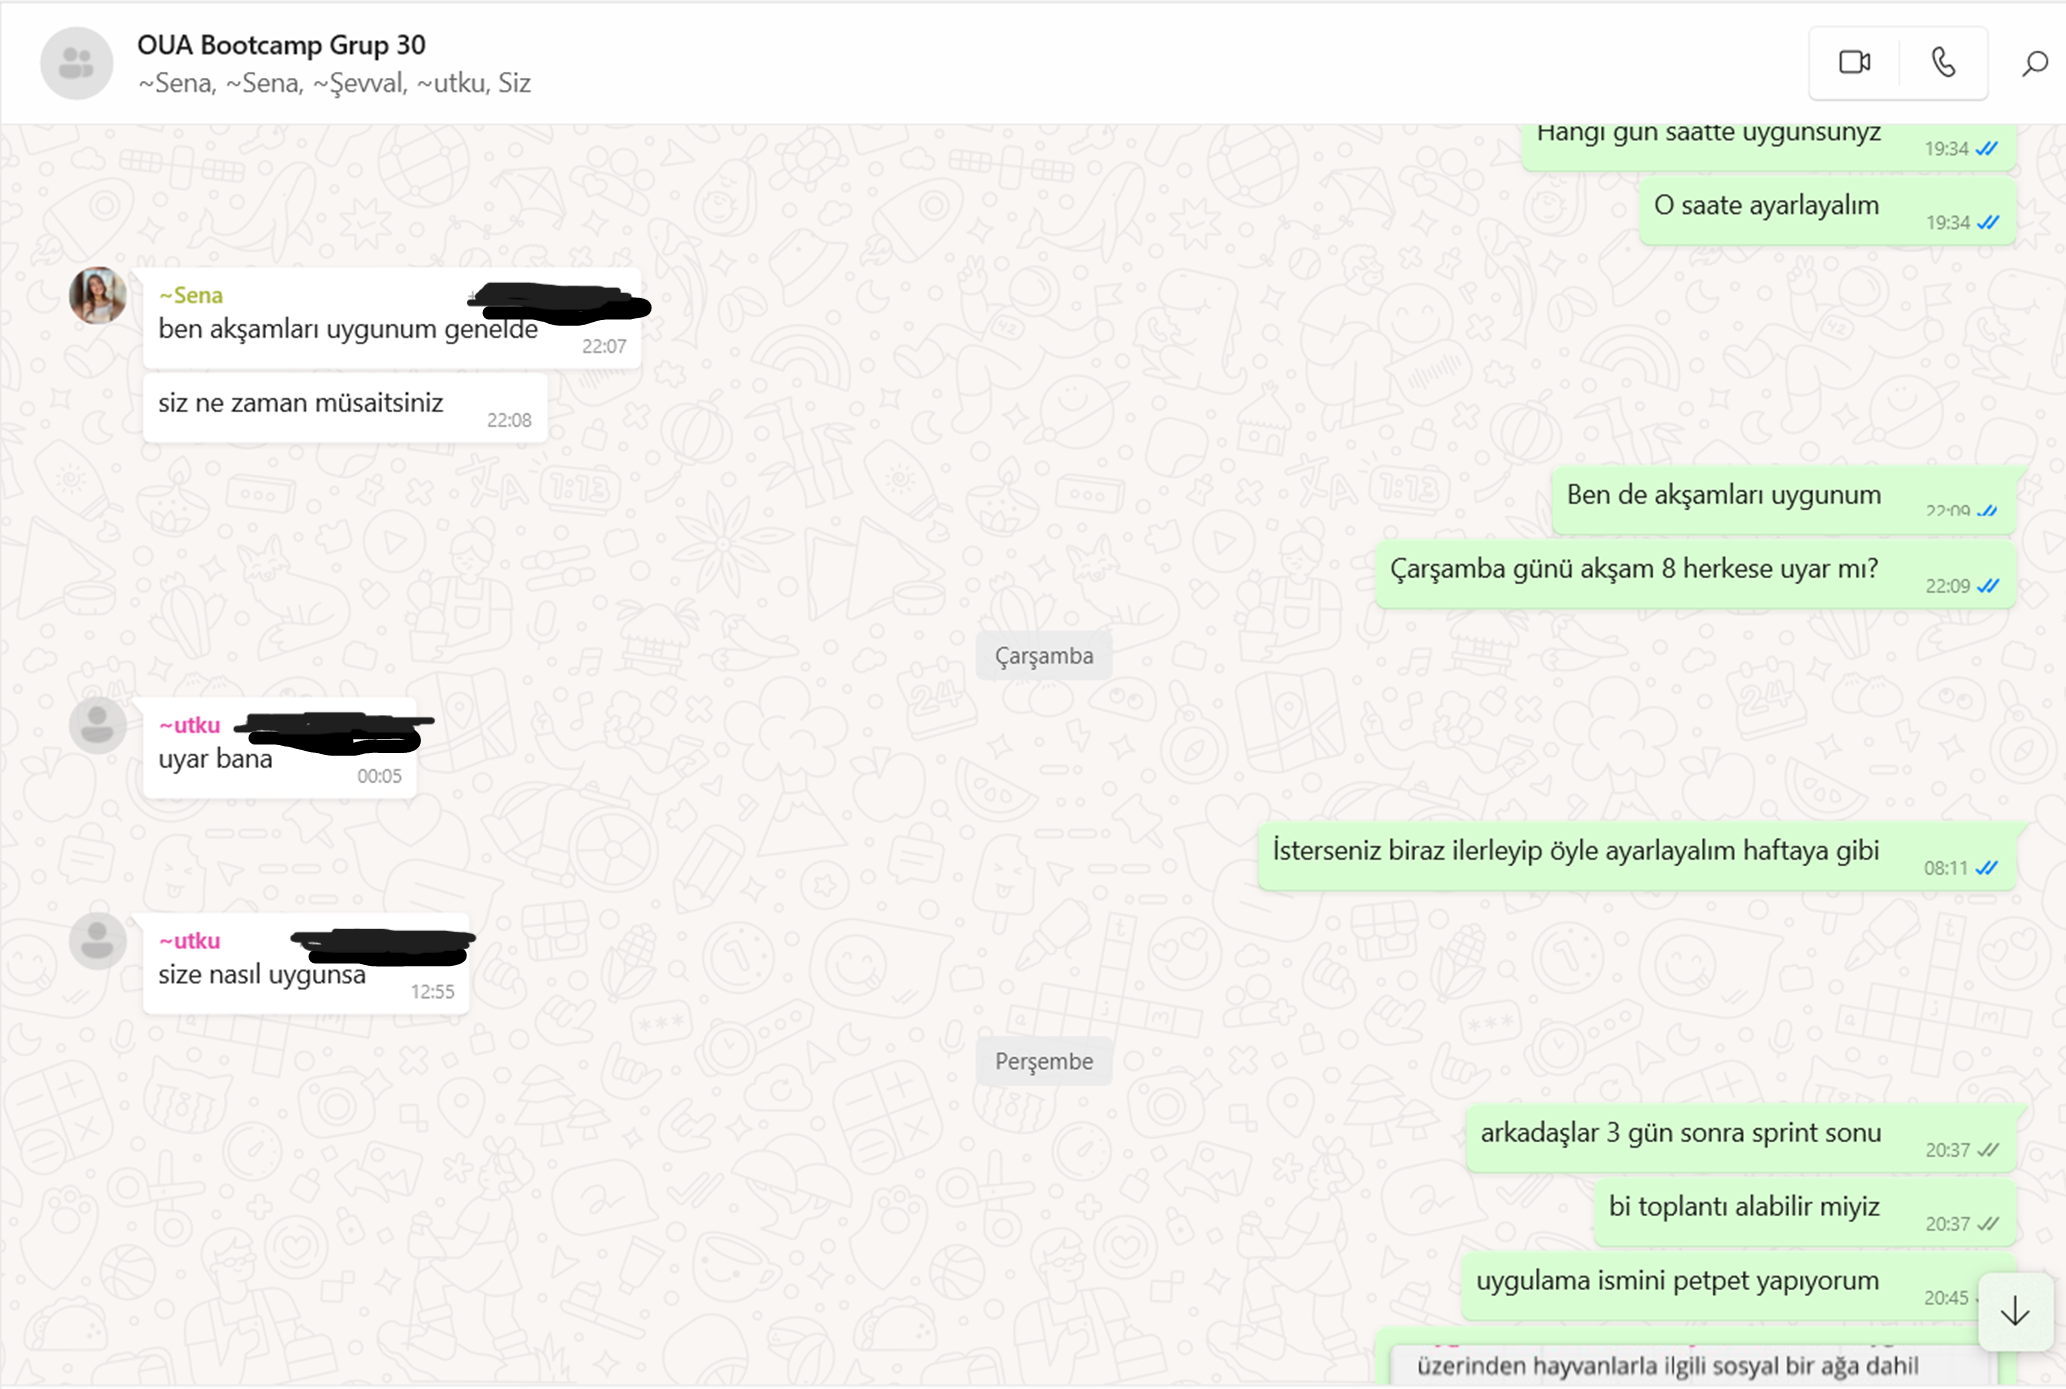 OUA Bootcamp Grup 30
~Sena, ~Sena, ~Şevval, ~utku, Siz
Hangi gün saatte uygunsunyz
19:34
O saate ayarlayalım
19:34
~Sena
ben akşamları uygunum genelde
22:07
siz ne zaman müsaitsiniz
22:08
Ben de akşamları uygunum
22:09
Çarşamba günü akşam 8 herkese uyar mı?
22:09
Çarşamba
~utku
uyar bana
00:05
İsterseniz biraz ilerleyip öyle ayarlayalım haftaya gibi
08:11
~utku
size nasıl uygunsa
12:55
Perşembe
arkadaşlar 3 gün sonra sprint sonu
20:37
bi toplantı alabilir miyiz
20:37
uygulama ismini petpet yapıyorum
20:45
üzerinden hayvanlarla ilgili sosyal bir ağa dahil